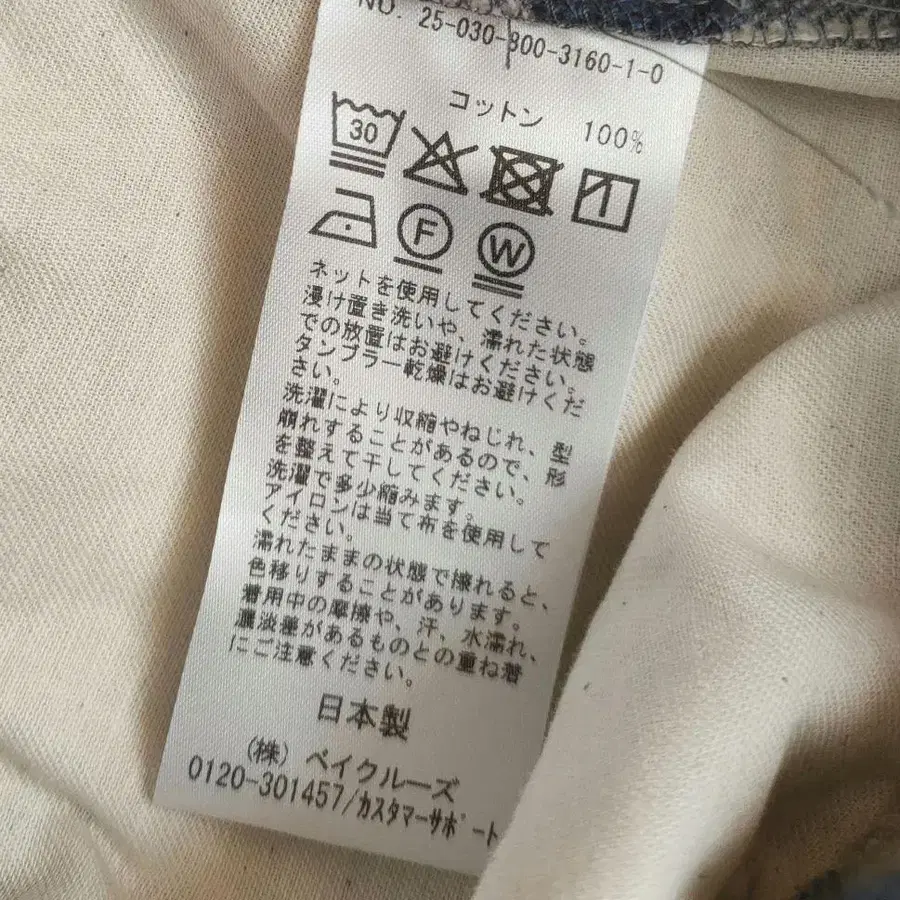 NO. 25-030-800-3160-1-0
コットン 100%
30
F
W
ネットを使用してください。
浸け置き洗いや、濡れた状態
での放置はお避けください。
タンブラー乾燥はお避けくだ
さい。
洗濯により収縮やねじれ、型
崩れすることがあるので、形
を整えて干してください。
洗濯で多少縮みます。
アイロンは当て布を使用して
ください。
濡れたままの状態で擦れると、
色移りすることがあります。
着用中の摩擦や、汗、水濡れ、
濃淡差があるものとの重ね着
にご注意ください。
日本製
(株) ベイクルーズ
0120-301457/カスタマーサポート